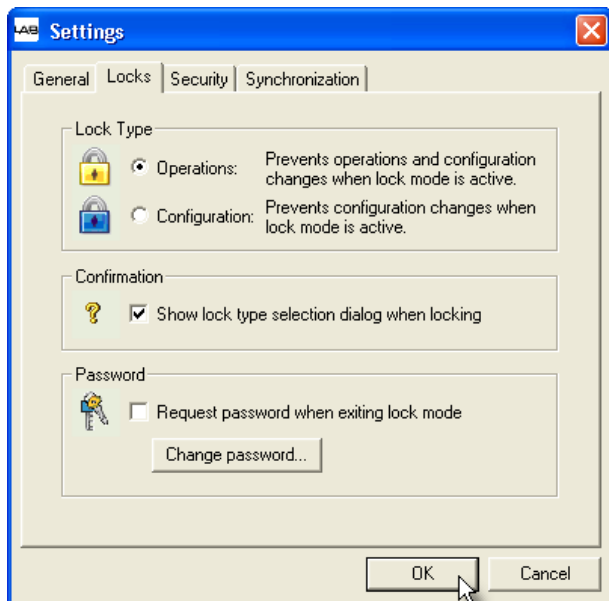 LAB Settings
General Locks Security Synchronization
Lock Type
Operations: Prevents operations and configuration
changes when lock mode is active.
Configuration: Prevents configuration changes when
lock mode is active.
Confirmation
Show lock type selection dialog when locking
Password
Request password when exiting lock mode
Change password...
OK Cancel